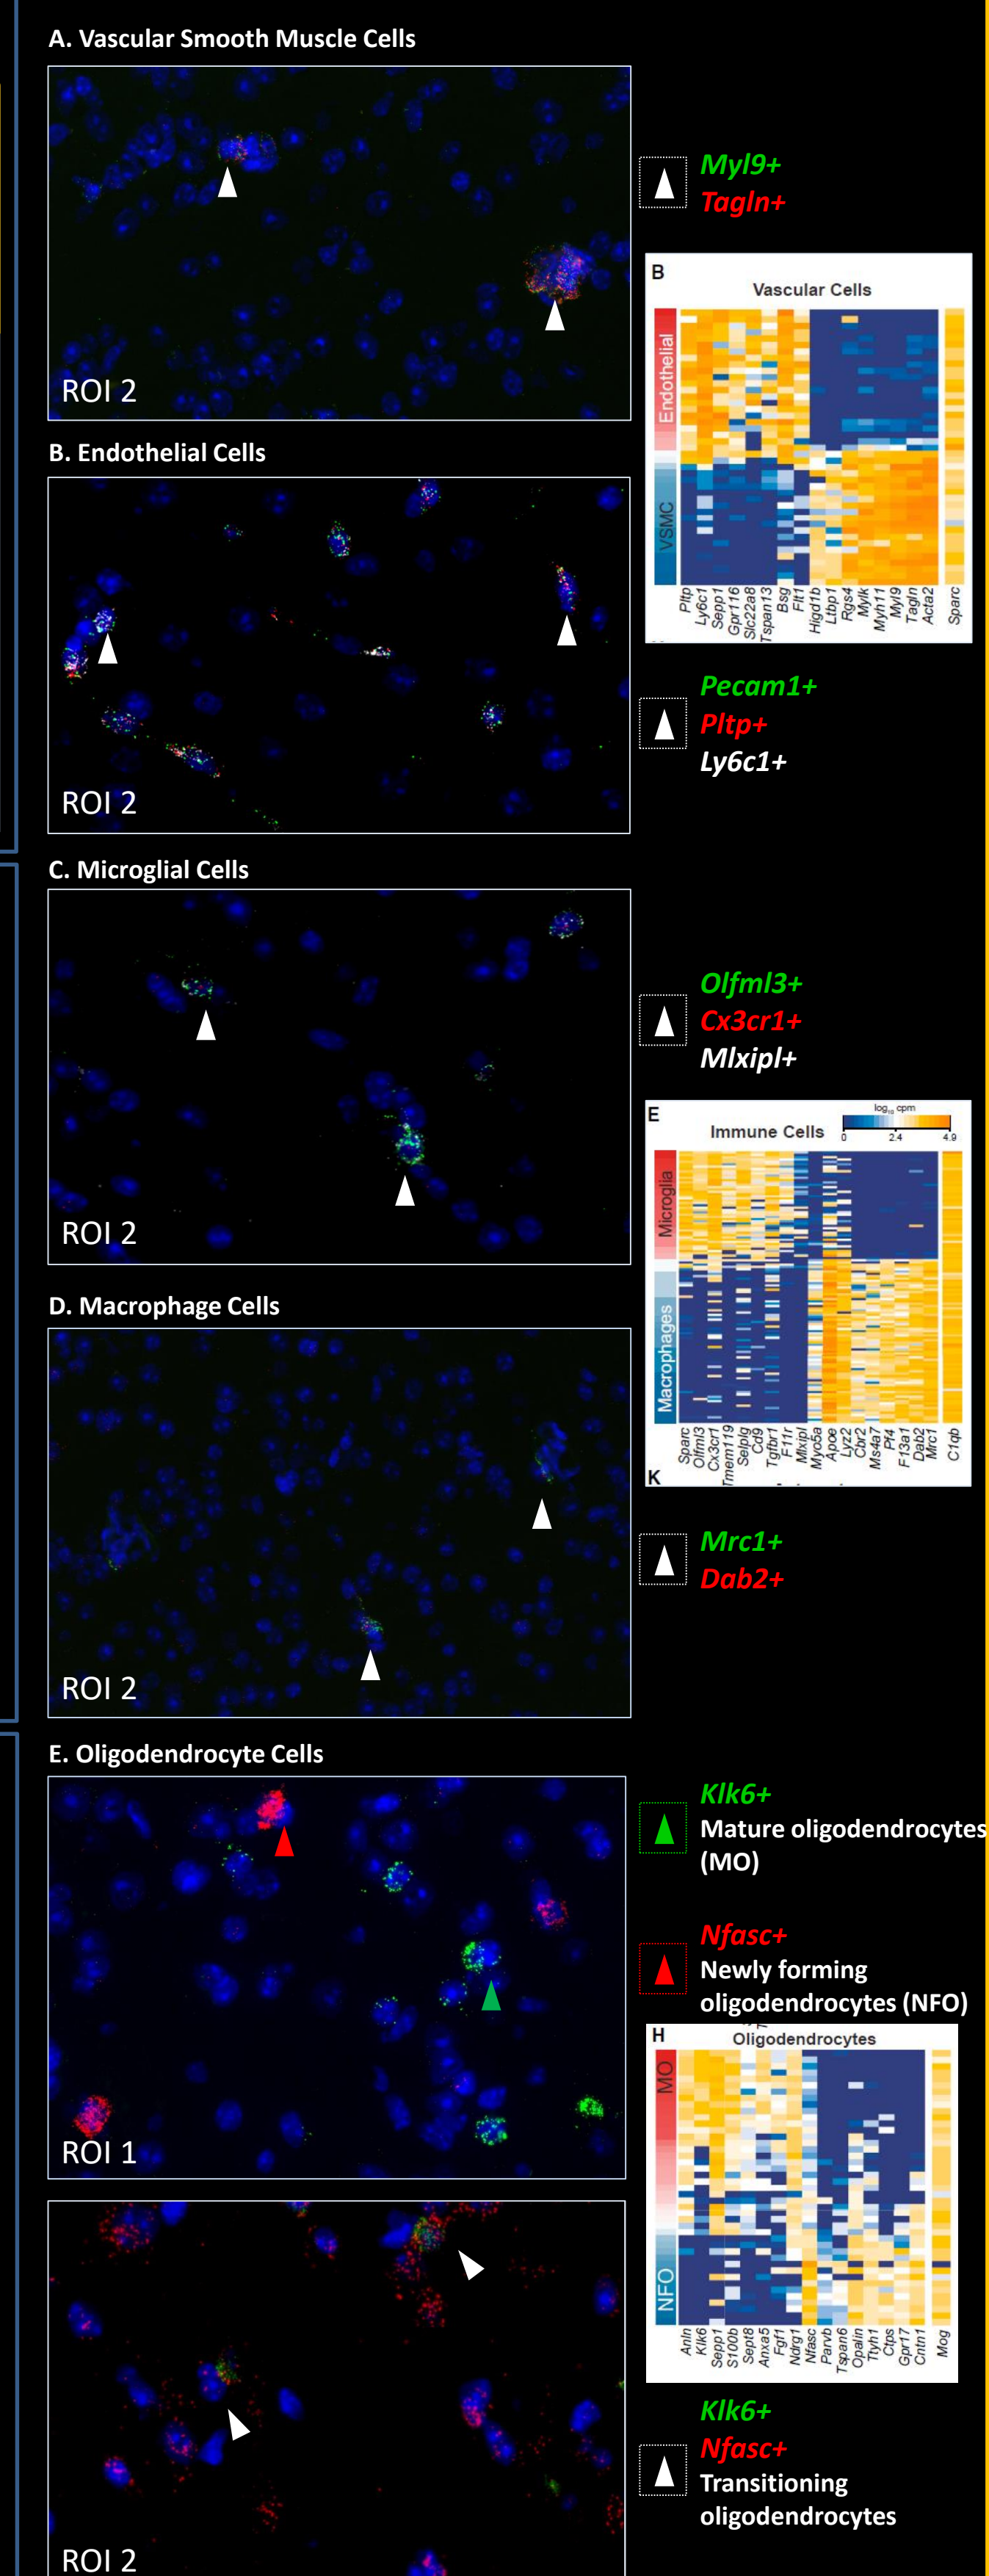 A. Vascular Smooth Muscle Cells
ROI 2
Myl9+
Tagln+
B
Vascular Cells
Endothelial
VSMC
Pltp
Ly6c1
Sepp1
Gpr116
Slc22a8
Tspan13
Bsg
Flt1
Higd1b
Ltbp1
Rgs4
Mylk
Myh11
Myl9
Tagln
Acta2
Sparc
B. Endothelial Cells
ROI 2
Pecam1+
Pltp+
Ly6c1+
C. Microglial Cells
ROI 2
Olfml3+
Cx3cr1+
Mlxipl+
E
Immune Cells
log10 cpm
0
2.4
4.9
Microglia
Macrophages
Sparc
Olfml3
Cx3cr1
Tmem119
Selplg
Cd9
Tgfbr1
F11r
Mlxipl
Myo5a
Apoe
Lyz2
Cbr2
Ms4a7
Pf4
F13a1
Dab2
Mrc1
C1qb
K
D. Macrophage Cells
ROI 2
Mrc1+
Dab2+
E. Oligodendrocyte Cells
ROI 1
Klk6+
Mature oligodendrocytes
(MO)
Nfasc+
Newly forming
oligodendrocytes (NFO)
H
Oligodendrocytes
MO
NFO
Anln
Klk6
Sepp1
S100b
Sept8
Anxa5
Fgf1
Ndrg1
Nfasc
Parvb
Tspan6
Opalin
Ttyh1
Ctps
Gpr17
Cntn1
Mog
ROI 2
Klk6+
Nfasc+
Transitioning
oligodendrocytes